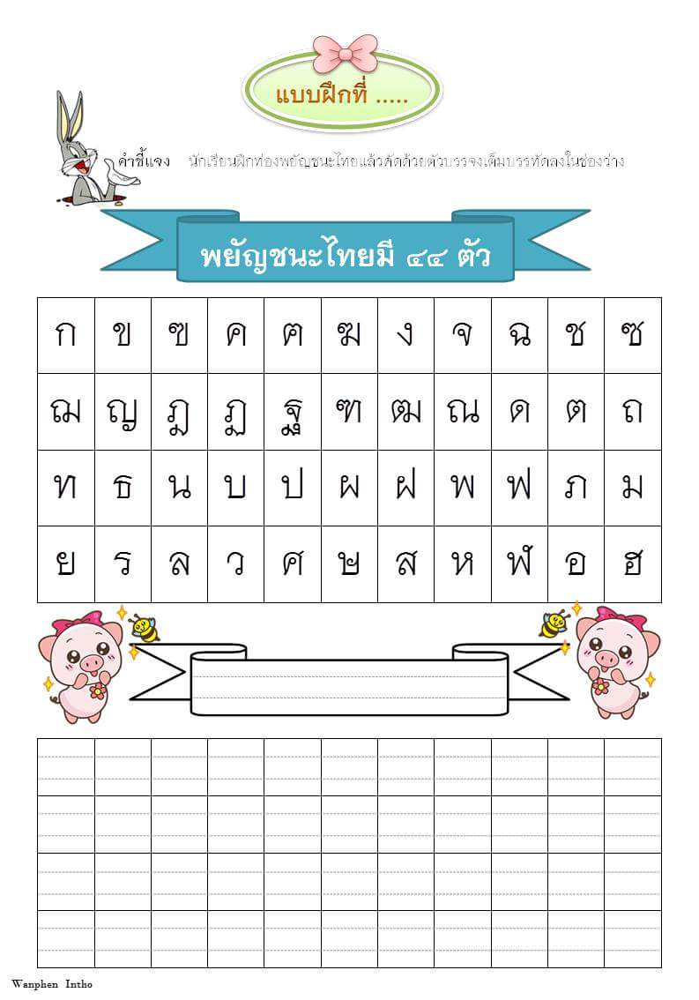 แบบฝึกที่ .....
คำชี้แจง นักเรียนฝึกท่องพยัญชนะไทยแล้วคัดด้วยตัวบรรจงเต็มบรรทัดลงในช่องว่าง
พยัญชนะไทยมี ๔๔ ตัว
ก ข ฃ ค ฅ ฆ ง จ ฉ ช ซ
ฌ ญ ฎ ฏ ฐ ฑ ฒ ณ ด ต ถ
ท ธ น บ ป ผ ฝ พ ฟ ภ ม
ย ร ล ว ศ ษ ส ห ฬ อ ฮ
Wanphen Intho